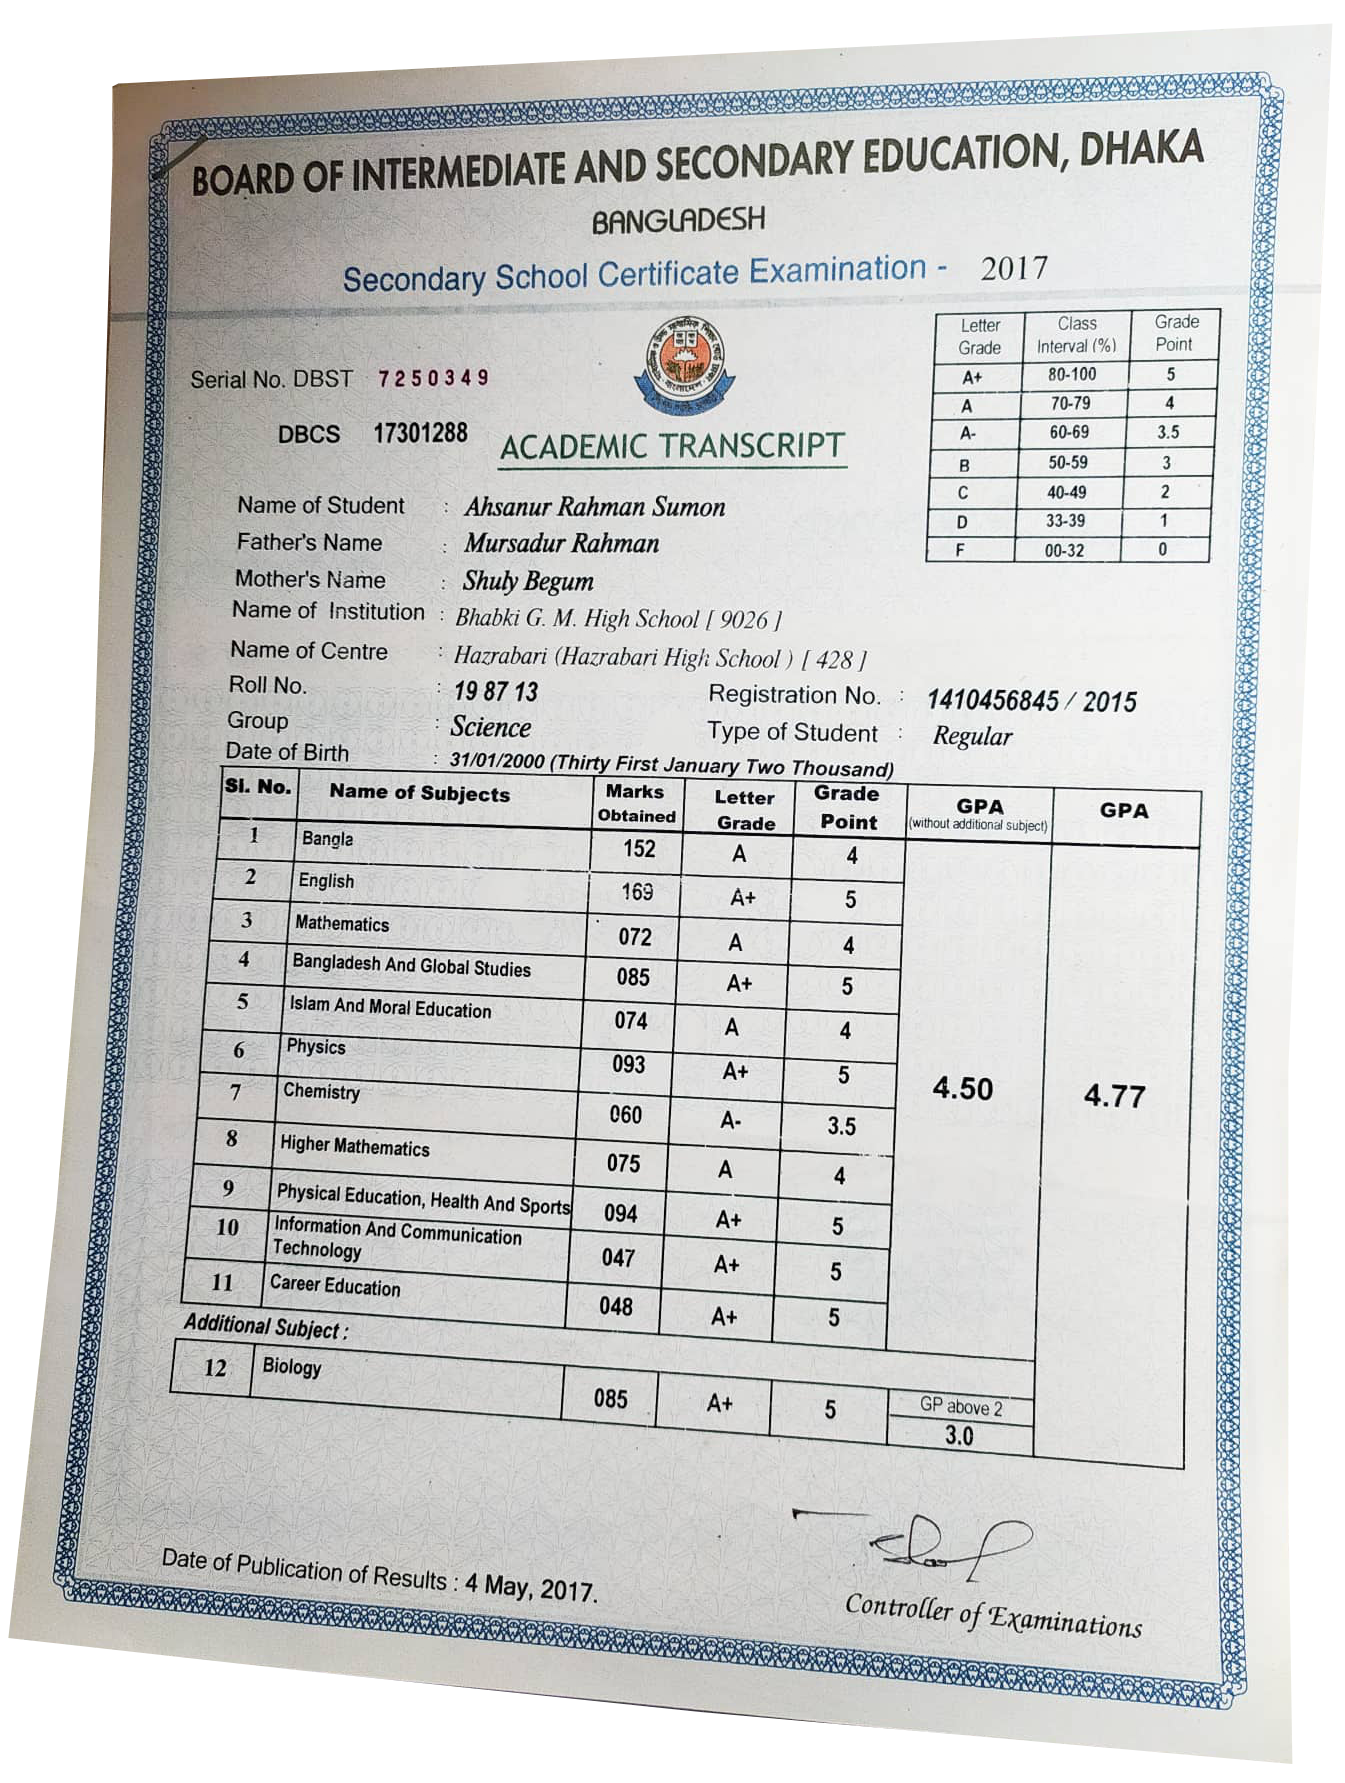 BOARD OF INTERMEDIATE AND SECONDARY EDUCATION, DHAKA
BANGLADESH
Secondary School Certificate Examination - 2017
Letter Grade Class Interval (%) Grade Point
A+ 80-100 5
A 70-79 4
A- 60-69 3.5
B 50-59 3
C 40-49 2
D 33-39 1
F 00-32 0
Serial No. DBST 7250349
DBCS 17301288
ACADEMIC TRANSCRIPT
Name of Student : Ahsanur Rahman Sumon
Father's Name : Mursadur Rahman
Mother's Name : Shuly Begum
Name of Institution : Bhabki G. M. High School [ 9026 ]
Name of Centre : Hazrabari (Hazrabari High School ) [ 428 ]
Roll No. : 19 87 13 Registration No. : 1410456845 / 2015
Group : Science Type of Student : Regular
Date of Birth : 31/01/2000 (Thirty First January Two Thousand)
Sl. No. Name of Subjects Marks Obtained Letter Grade Grade Point GPA (without additional subject) GPA
1 Bangla 152 A 4
2 English 169 A+ 5
3 Mathematics 072 A 4
4 Bangladesh And Global Studies 085 A+ 5
5 Islam And Moral Education 074 A 4
6 Physics 093 A+ 5
7 Chemistry 060 A- 3.5
4.50 4.77
8 Higher Mathematics 075 A 4
9 Physical Education, Health And Sports 094 A+ 5
10 Information And Communication Technology 047 A+ 5
11 Career Education 048 A+ 5
Additional Subject :
12 Biology 085 A+ 5 GP above 2
3.0
Date of Publication of Results : 4 May, 2017.
Controller of Examinations